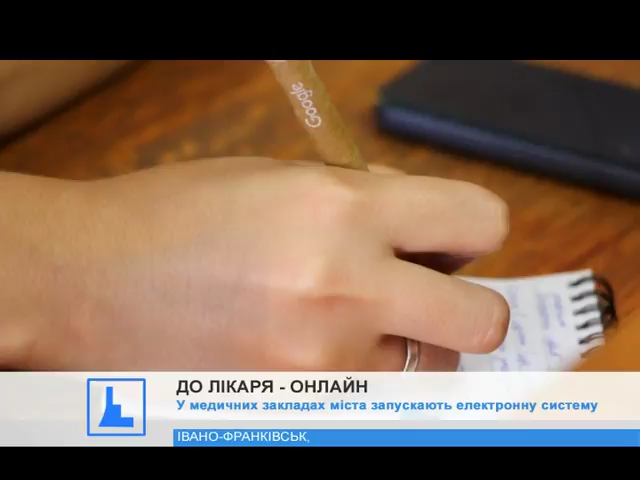 Google
ДО ЛІКАРЯ - ОНЛАЙН
У медичних закладах міста запускають електронну систему
ІВАНО-ФРАНКІВСЬК,